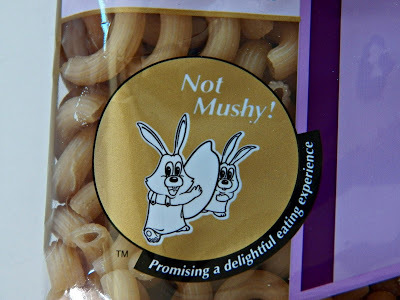 Not
Mushy!
TM
Promising a delightful eating experience